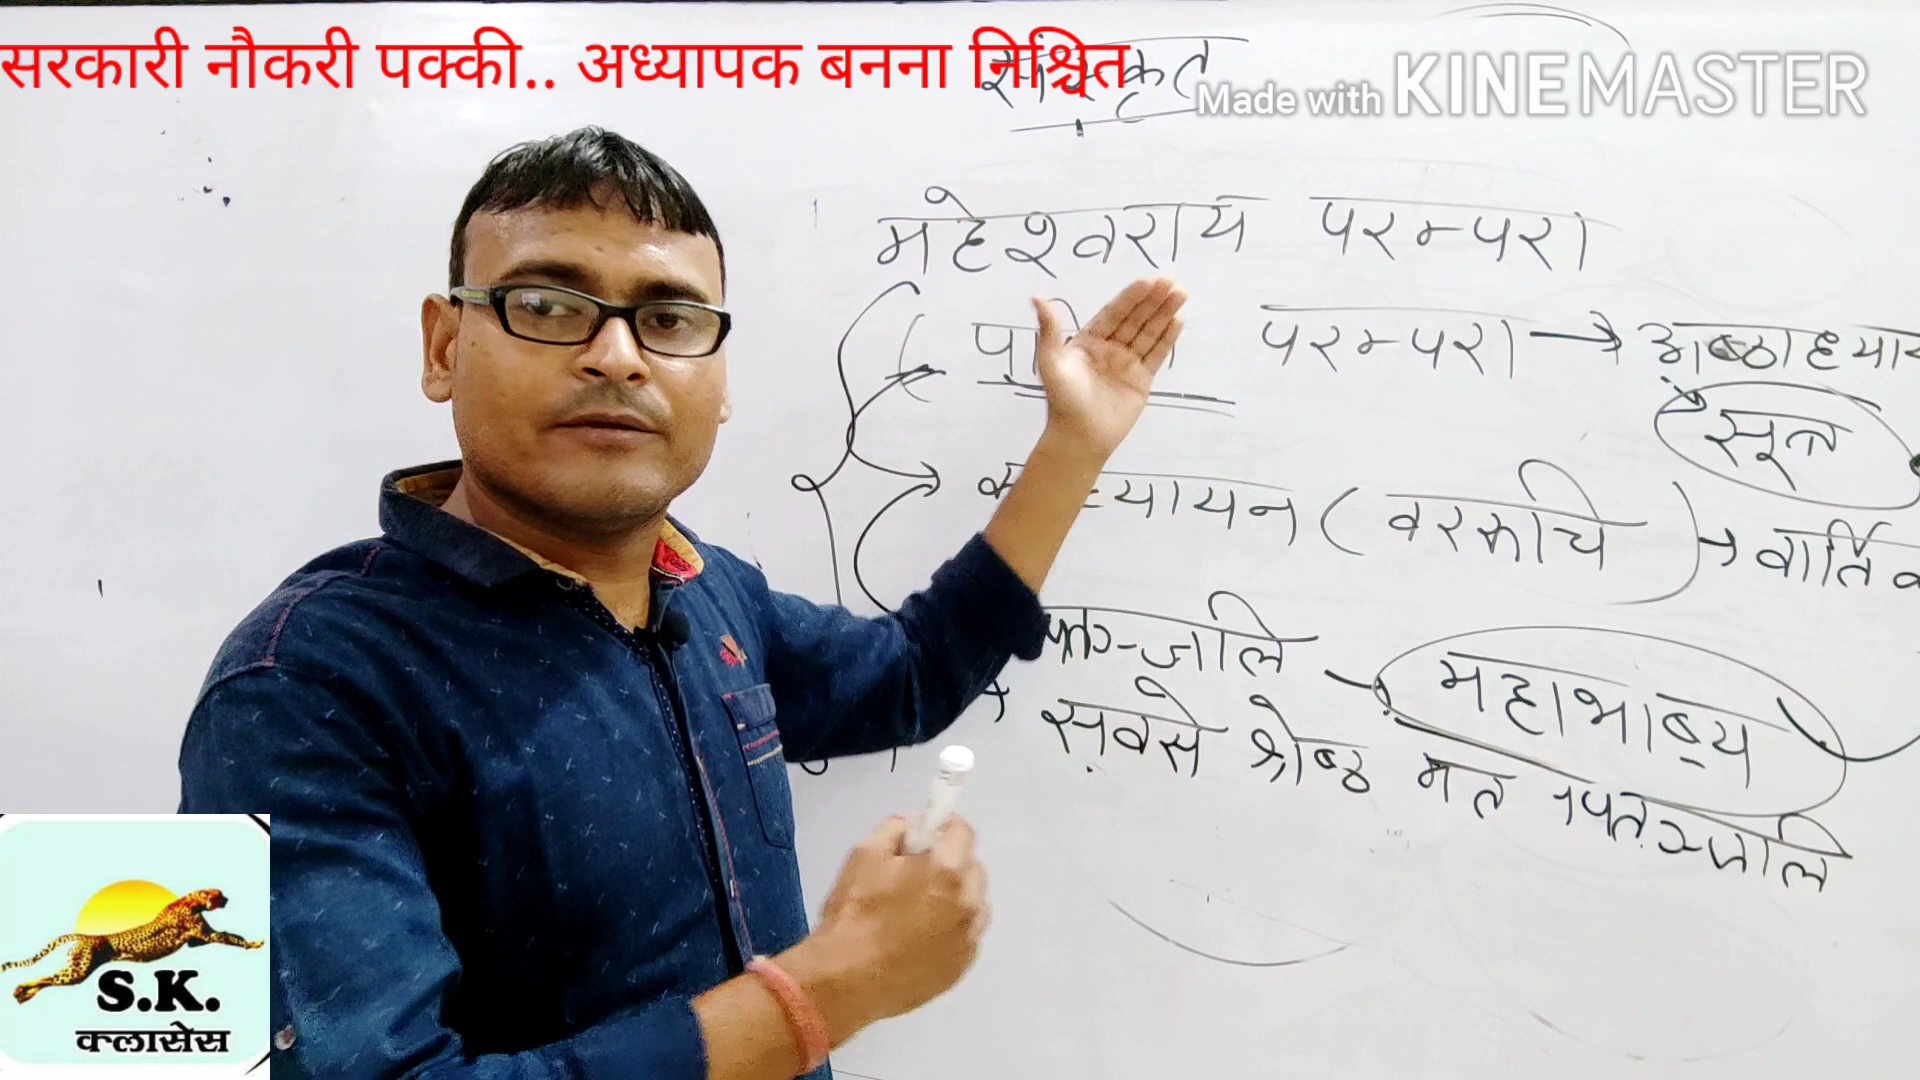 सरकारी नौकरी पक्की.. अध्यापक बनना निश्चित
संस्कृत
Made with KINEMASTER
महेश्वराय परम्परा
परम्परा → अष्ठाध्याय
सूत्र
(वररूचि) → वार्तिक
पतञ्जलि → महाभाष्य
सबसे श्रेष्ठ मत पतञ्जलि
S.K.
क्लासेस